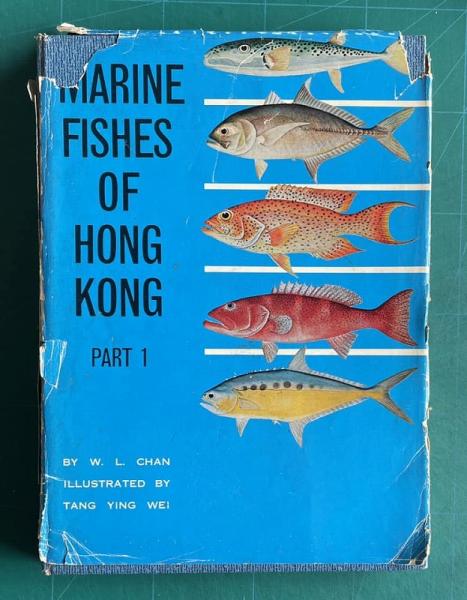 MARINE
FISHES
OF
HONG
KONG
PART 1
BY W. L. CHAN
ILLUSTRATED BY
TANG YING WEI